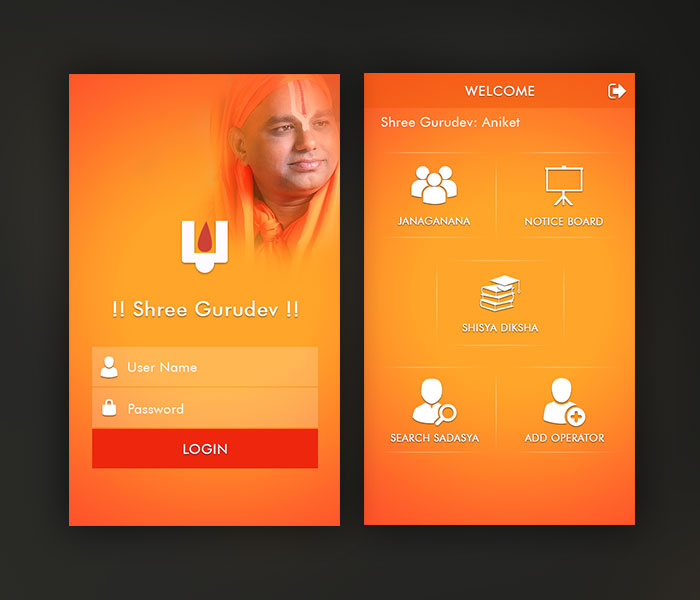 !! Shree Gurudev !!
User Name
Password
LOGIN
WELCOME
Shree Gurudev: Aniket
JANAGANANA
NOTICE BOARD
SHISYA DIKSHA
SEARCH SADASYA
ADD OPERATOR